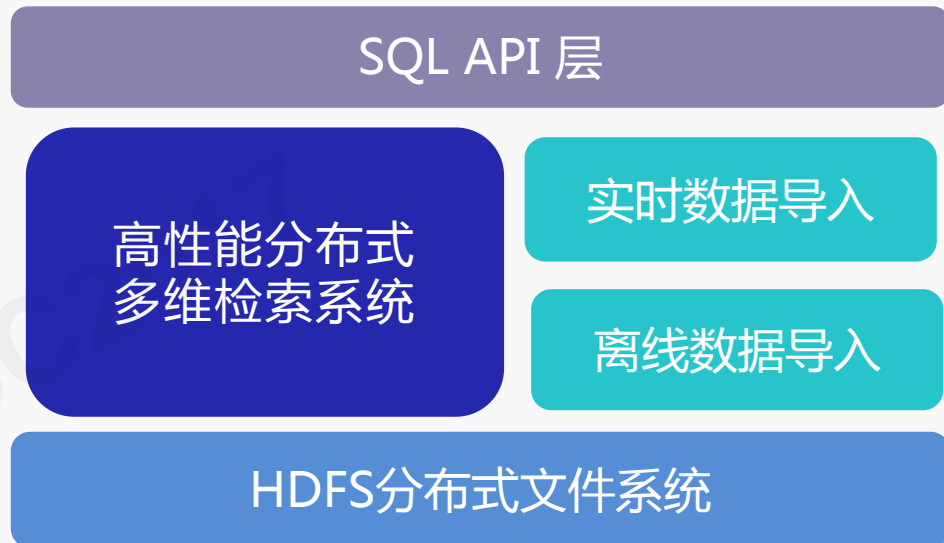 SQL API 层
高性能分布式
多维检索系统
实时数据导入
离线数据导入
HDFS分布式文件系统